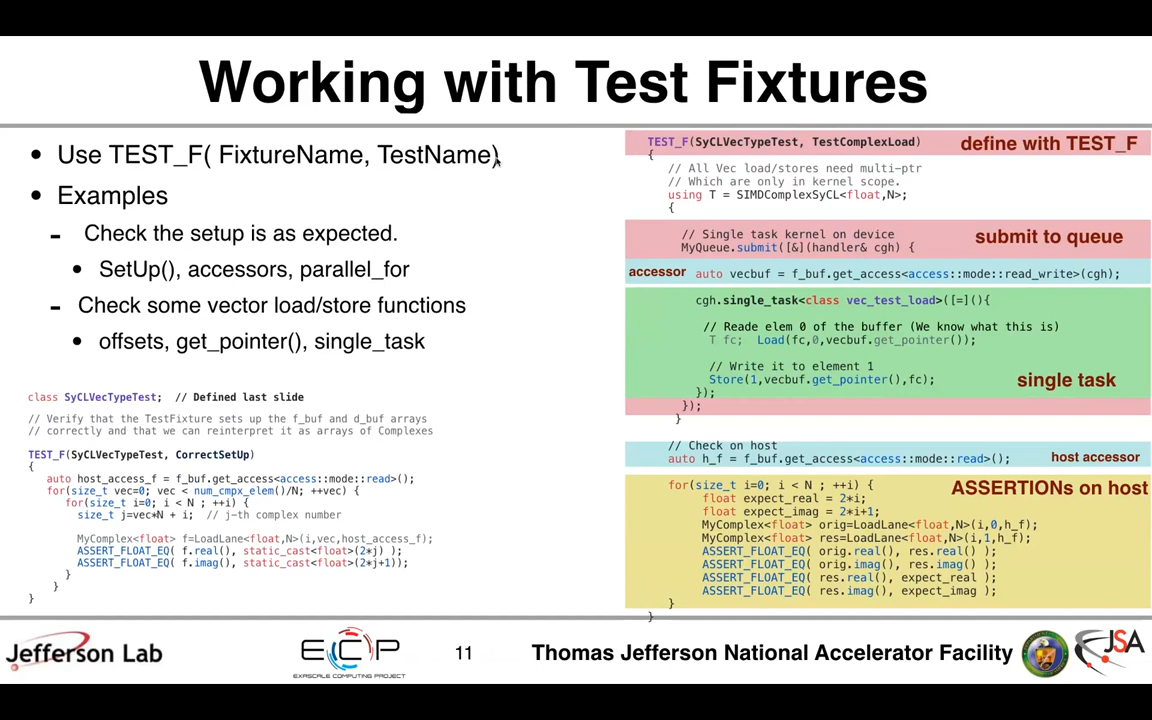 Working with Test Fixtures
• Use TEST_F( FixtureName, TestName)
• Examples
- Check the setup is as expected.
• SetUp(), accessors, parallel_for
- Check some vector load/store functions
• offsets, get_pointer(), single_task
class SyCLVecTypeTest; // Defined last slide
// Verify that the TestFixture sets up the f_buf and d_buf arrays
// correctly and that we can reinterpret it as arrays of Complexes
TEST_F(SyCLVecTypeTest, CorrectSetUp)
{
auto host_access_f = f_buf.get_access<access::mode::read>();
for(size_t vec=0; vec < num_cmpx_elem()/N; ++vec) {
for(size_t i=0; i < N ; ++i) {
size_t j=vec*N + i; // j-th complex number
MyComplex<float> f=LoadLane<float,N>(i,vec,host_access_f);
ASSERT_FLOAT_EQ( f.real(), static_cast<float>(2*j) );
ASSERT_FLOAT_EQ( f.imag(), static_cast<float>(2*j+1));
}
}
}
TEST_F(SyCLVecTypeTest, TestComplexLoad) define with TEST_F
{
// All Vec load/stores need multi-ptr
// Which are only in kernel scope.
using T = SIMDComplexSyCL<float,N>;
{
// Single task kernel on device
MyQueue.submit([&](handler& cgh) { submit to queue
accessor auto vecbuf = f_buf.get_access<access::mode::read_write>(cgh);
cgh.single_task<class vec_test_load>([=](){
// Reade elem 0 of the buffer (We know what this is)
T fc; Load(fc,0,vecbuf.get_pointer());
// Write it to element 1
Store(1,vecbuf.get_pointer(),fc); single task
});
});
}
// Check on host
auto h_f = f_buf.get_access<access::mode::read>(); host accessor
for(size_t i=0; i < N ; ++i) { ASSERTIONs on host
float expect_real = 2*i;
float expect_imag = 2*i+1;
MyComplex<float> orig=LoadLane<float,N>(i,0,h_f);
MyComplex<float> res=LoadLane<float,N>(i,1,h_f);
ASSERT_FLOAT_EQ( orig.real(), res.real() );
ASSERT_FLOAT_EQ( orig.imag(), res.imag() );
ASSERT_FLOAT_EQ( res.real(), expect_real );
ASSERT_FLOAT_EQ( res.imag(), expect_imag );
}
}
Jefferson Lab
ECP
EXASCALE COMPUTING PROJECT
11
Thomas Jefferson National Accelerator Facility
JSA